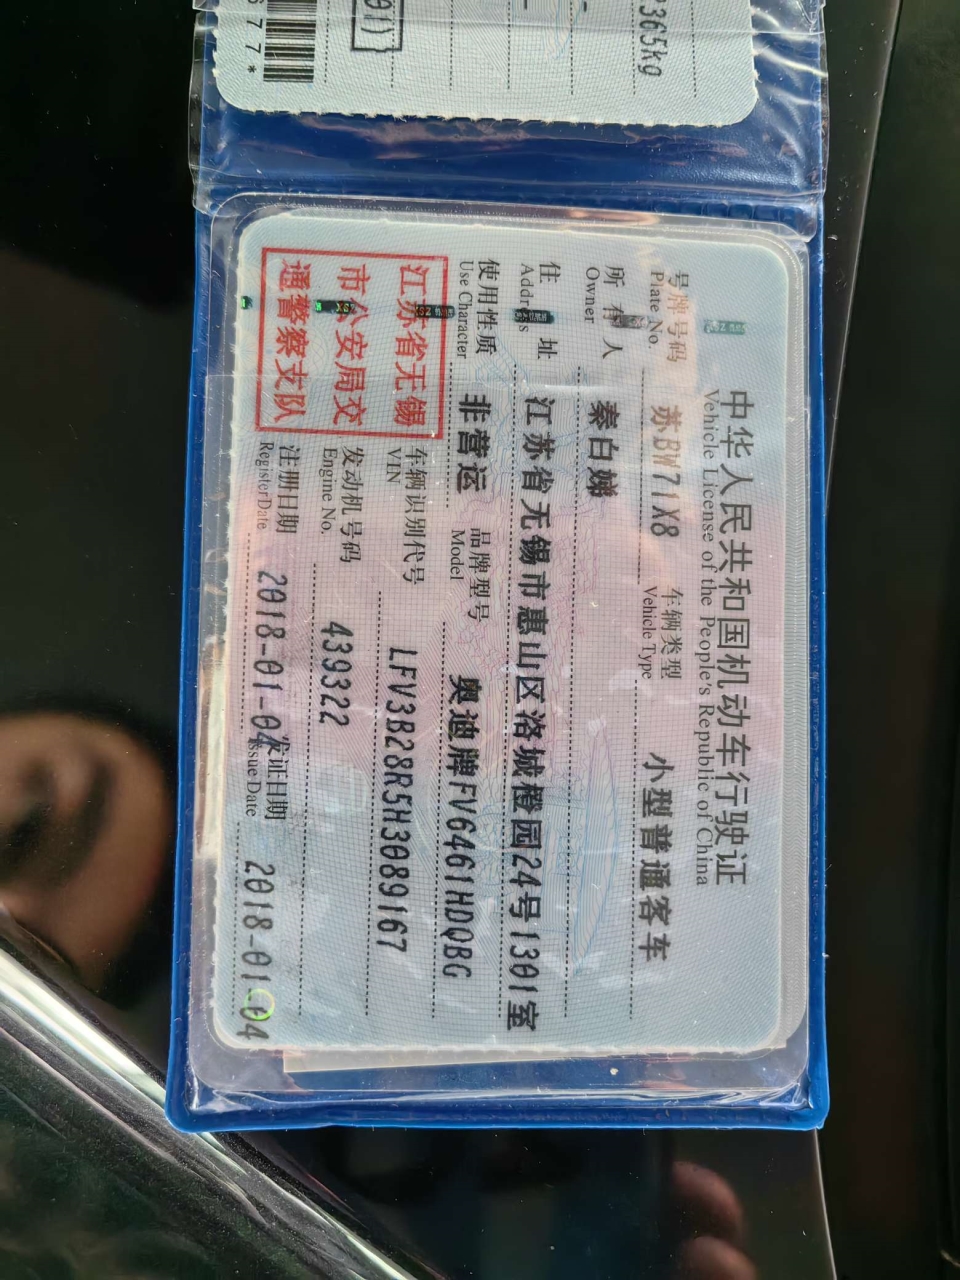 中华人民共和国机动车行驶证
Vehicle License of the People's Republic of China
号牌号码 苏BW71X8 车辆类型 小型普通客车
Plate No. Vehicle Type
所有人 秦白娣
Owner
住址 江苏省无锡市惠山区洛城橙园24号1301室
Address
使用性质 非营运 品牌型号 奥迪牌FV6461HDQBG
Use Character Model
江苏省无锡
市公安局交
通警察支队
车辆识别代号 LFV3B28R5H3089167
VIN
发动机号码 439322
Engine No.
注册日期 2018-01-04 发证日期 2018-01-04
Register Date Issue Date
365kg
01)
677*